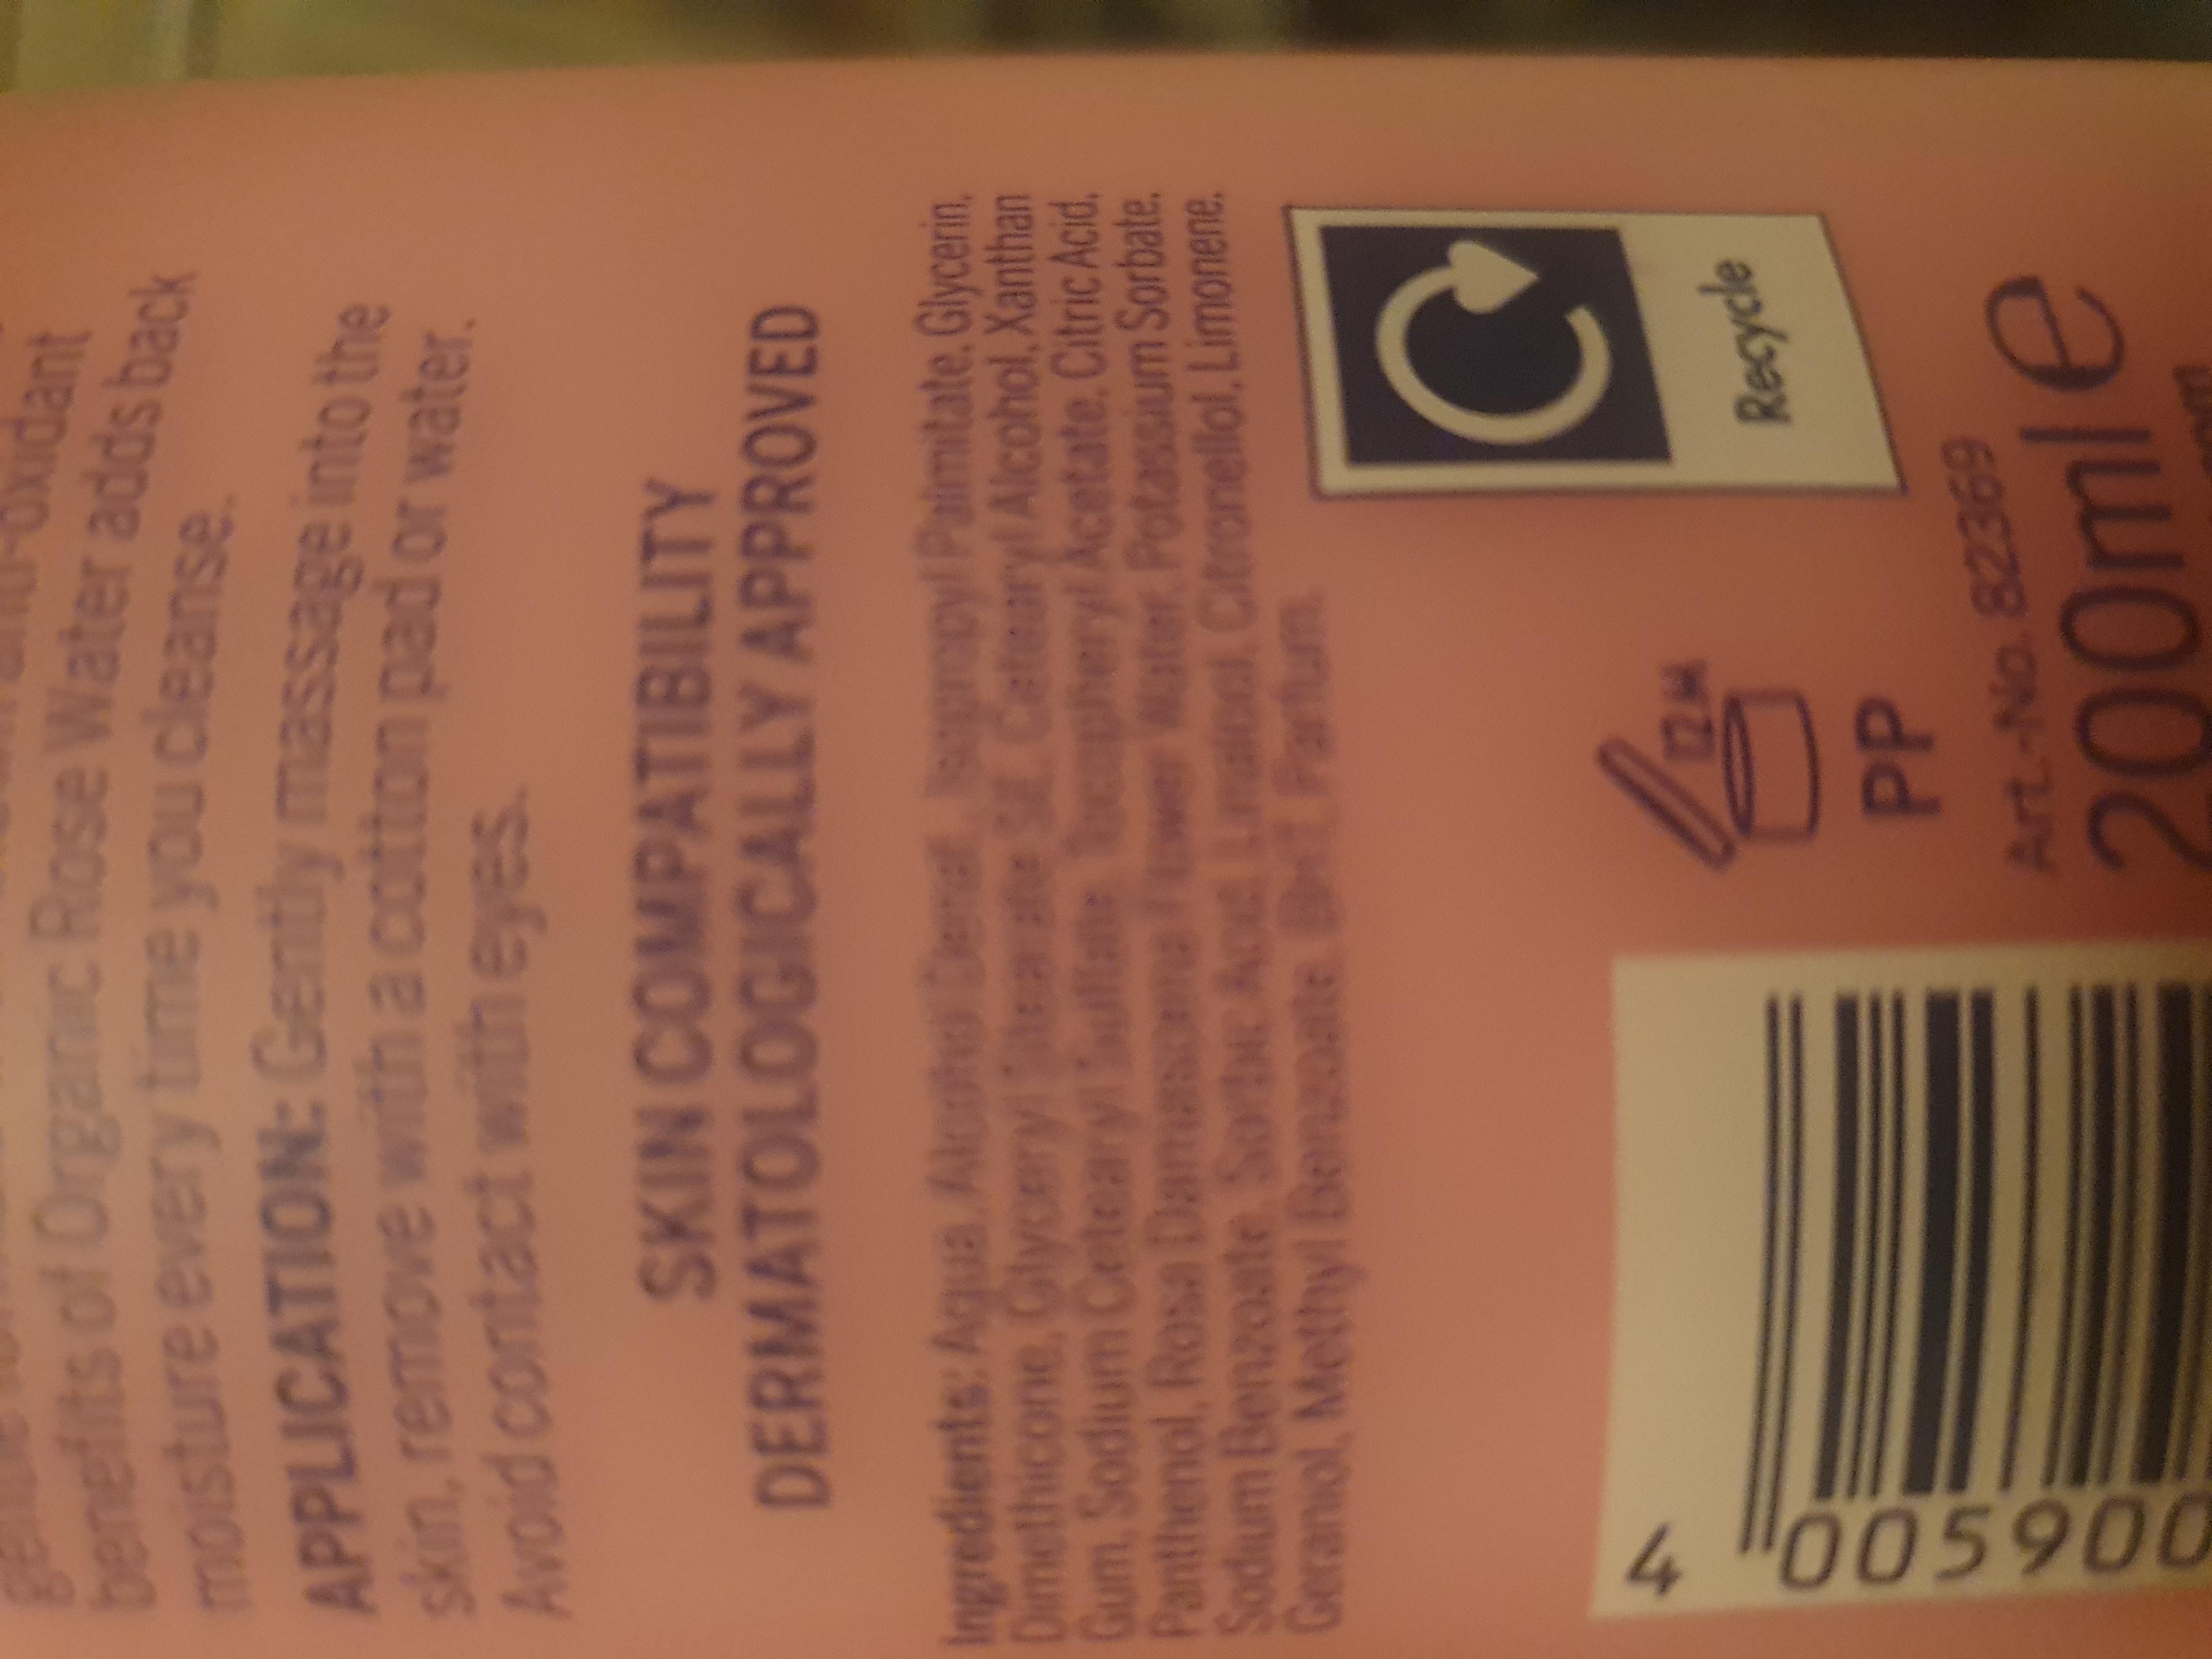 anti-oxidant
benefits of Organic Rose Water adds back
moisture every time you cleanse.
APPLICATION: Gently massage into the
skin, remove with a cotton pad or water.
Avoid contact with eyes.
SKIN COMPATIBILITY
DERMATOLOGICALLY APPROVED
Ingredients: Aqua, Alcohol Denat., Isopropyl Palmitate, Glycerin,
Dimethicone, Glyceryl Stearate SE, Cetearyl Alcohol, Xanthan
Gum, Sodium Cetearyl Sulfate, Tocopheryl Acetate, Citric Acid,
Panthenol, Rosa Damascena Flower Water, Potassium Sorbate,
Sodium Benzoate, Sorbic Acid, Linalool, Citronellol, Limonene,
Geraniol, Methyl Benzoate, BHT, Parfum.
Recycle
12M
PP
Art.-No. 82369
200ml e
4 005900